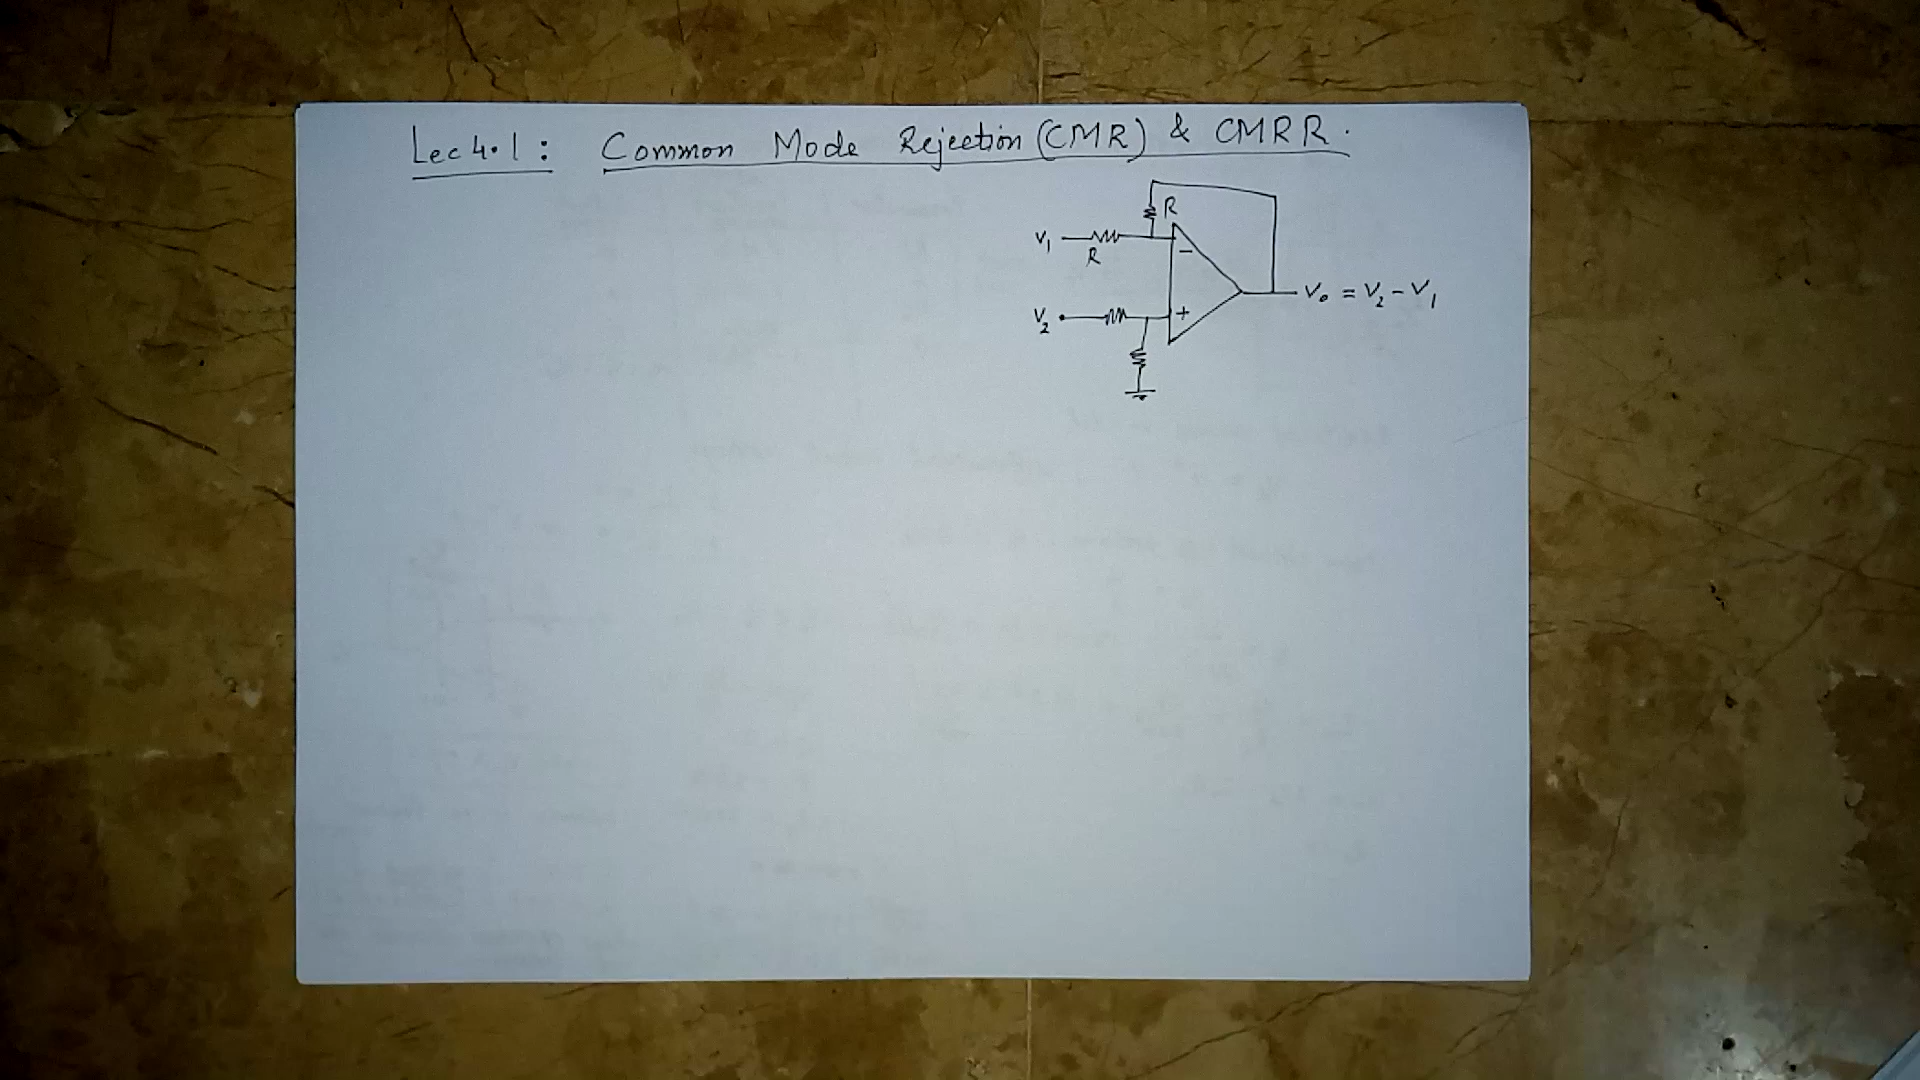 Lec 4.1 : Common Mode Rejection (CMR) & CMRR.
R
V1
R
-
V0 = V2 - V1
V2
+